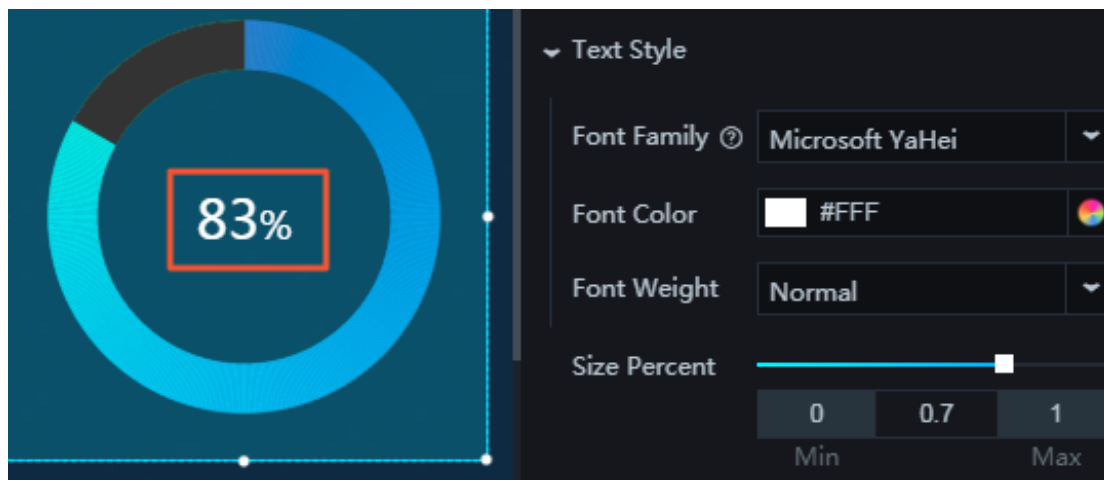 83%
Text Style
Font Family ?
Microsoft YaHei
Font Color
#FFF
Font Weight
Normal
Size Percent
0
0.7
1
Min
Max